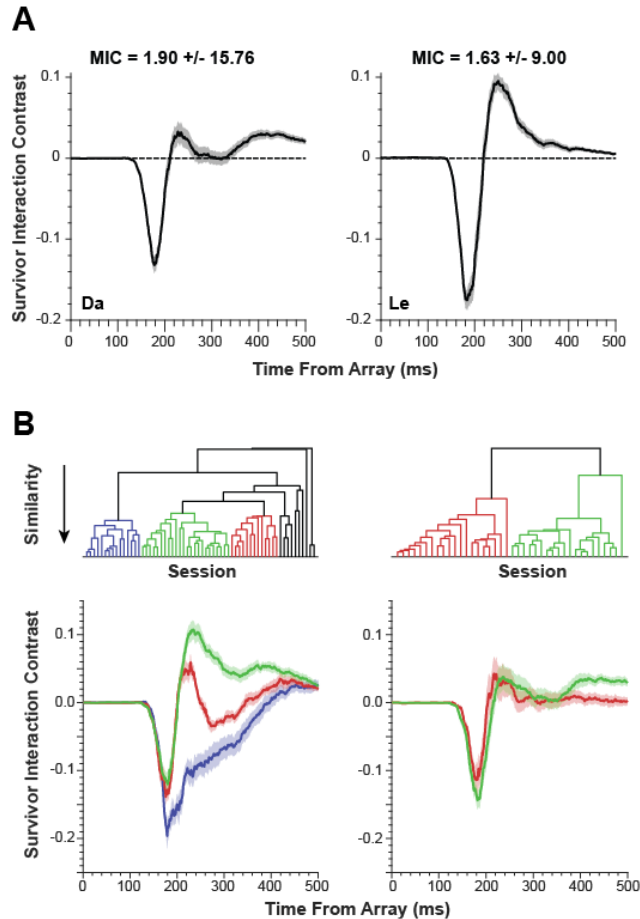 A
MIC = 1.90 +/- 15.76
MIC = 1.63 +/- 9.00
Survivor Interaction Contrast
0.1
0
-0.1
-0.2
0.1
0
-0.1
-0.2
Da
Le
0 100 200 300 400 500
0 100 200 300 400 500
Time From Array (ms)
B
Similarity
Session
Session
Survivor Interaction Contrast
0.1
0.0
-0.1
-0.2
0.1
0.0
-0.1
-0.2
0 100 200 300 400 500
0 100 200 300 400 500
Time From Array (ms)